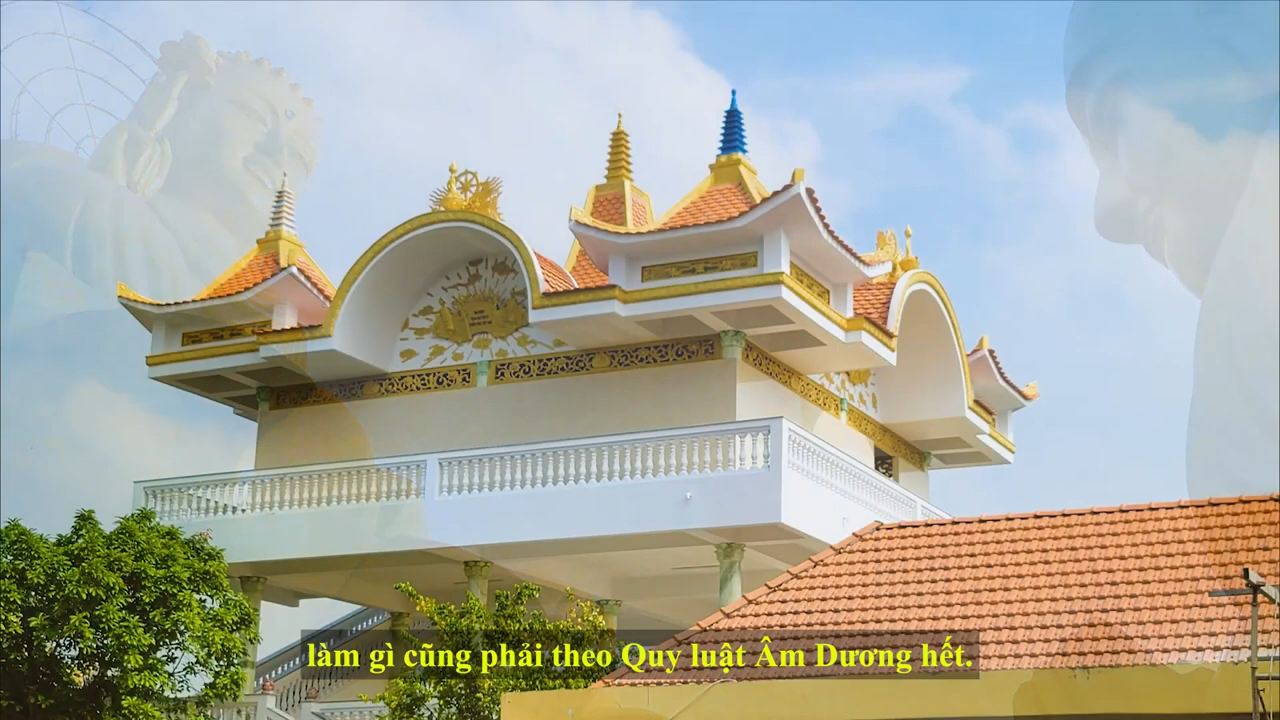 làm gì cũng phải theo Quy luật Âm Dương hết.